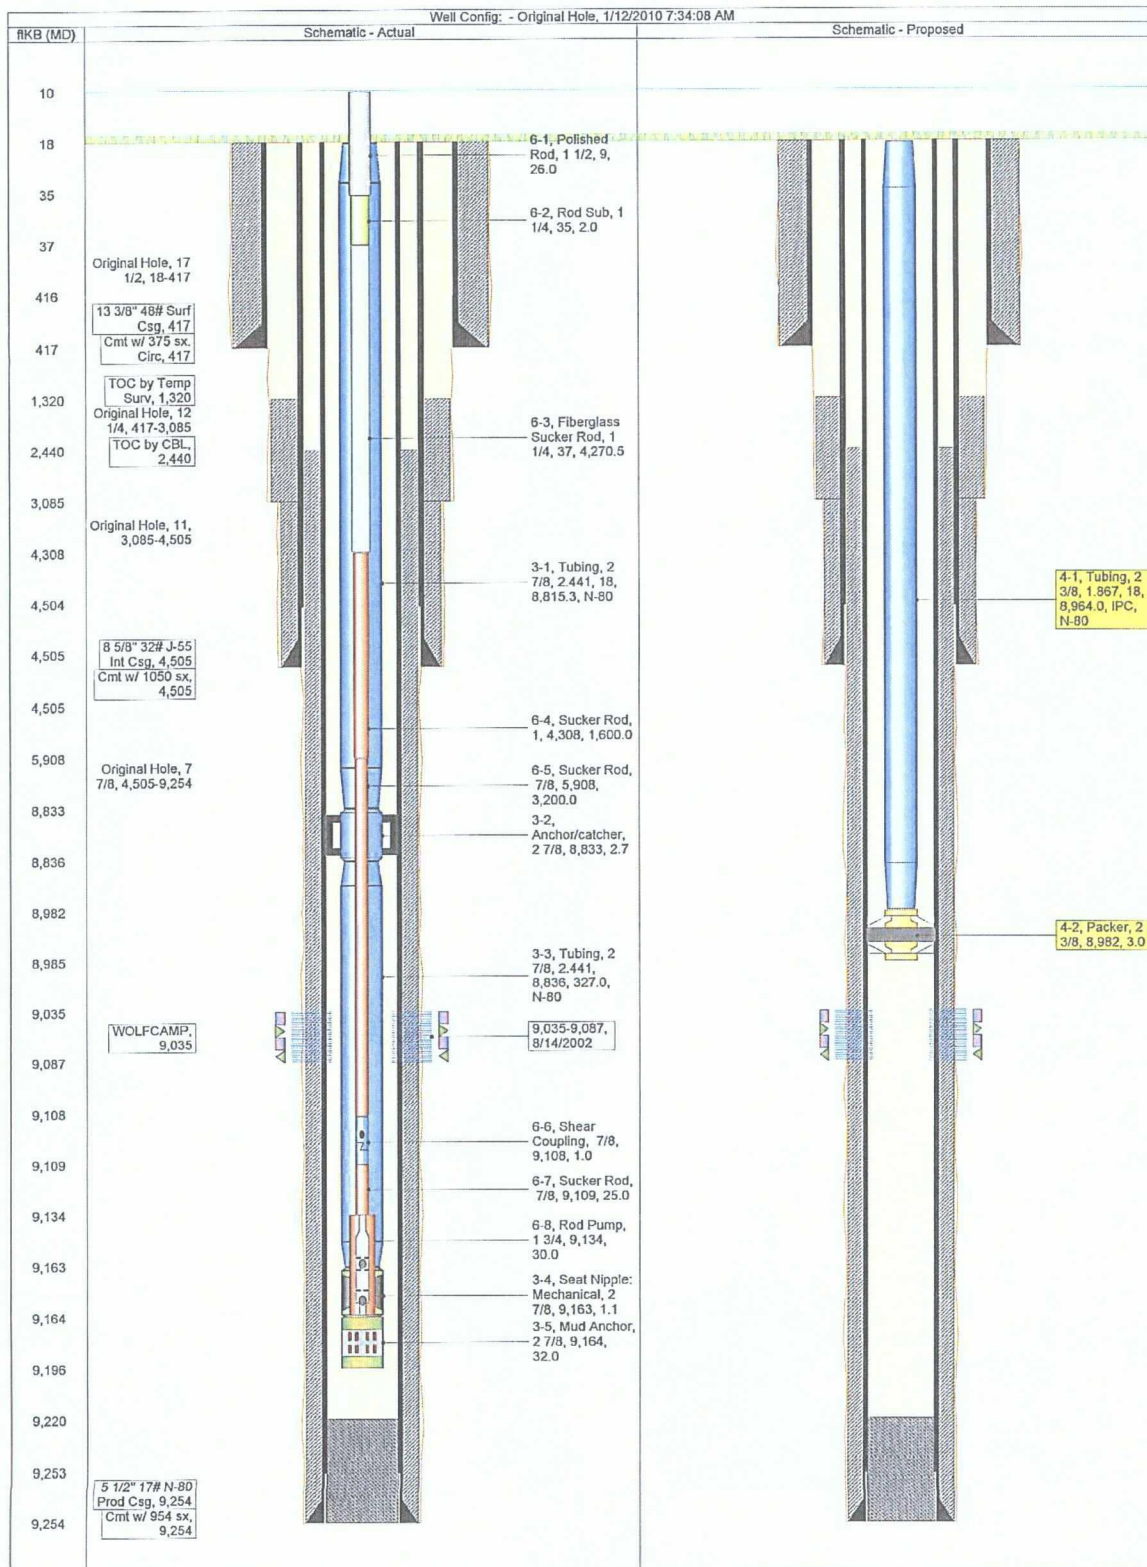 Well Config: - Original Hole, 1/12/2010 7:34:08 AM
ftKB (MD)
Schematic - Actual
Schematic - Proposed
10
18
35
37
416
417
1,320
2,440
3,085
4,308
4,504
4,505
4,505
5,908
8,833
8,836
8,982
8,985
9,035
9,087
9,108
9,109
9,134
9,163
9,164
9,196
9,220
9,253
9,254
Original Hole, 17
1/2, 18-417
13 3/8" 48# Surf
Csg, 417
Cmt w/ 375 sx.
Circ, 417
TOC by Temp
Surv, 1,320
Original Hole, 12
1/4, 417-3,085
TOC by CBL,
2,440
Original Hole, 11,
3,085-4,505
8 5/8" 32# J-55
Int Csg, 4,505
Cmt w/ 1050 sx,
4,505
Original Hole, 7
7/8, 4,505-9,254
WOLFCAMP,
9,035
5 1/2" 17# N-80
Prod Csg, 9,254
Cmt w/ 954 sx,
9,254
6-1, Polished
Rod, 1 1/2, 9,
26.0
6-2, Rod Sub, 1
1/4, 35, 2.0
6-3, Fiberglass
Sucker Rod, 1
1/4, 37, 4,270.5
3-1, Tubing, 2
7/8, 2.441, 18,
8,815.3, N-80
6-4, Sucker Rod,
1, 4,308, 1,600.0
6-5, Sucker Rod,
7/8, 5,908,
3,200.0
3-2,
Anchor/catcher,
2 7/8, 8,833, 2.7
3-3, Tubing, 2
7/8, 2.441,
8,836, 327.0,
N-80
9,035-9,087,
8/14/2002
6-6, Shear
Coupling, 7/8,
9,108, 1.0
6-7, Sucker Rod,
7/8, 9,109, 25.0
6-8, Rod Pump,
1 3/4, 9,134,
30.0
3-4, Seat Nipple:
Mechanical, 2
7/8, 9,163, 1.1
3-5, Mud Anchor,
2 7/8, 9,164,
32.0
4-1, Tubing, 2
3/8, 1.867, 18,
8,964.0, IPC,
N-80
4-2, Packer, 2
3/8, 8,982, 3.0